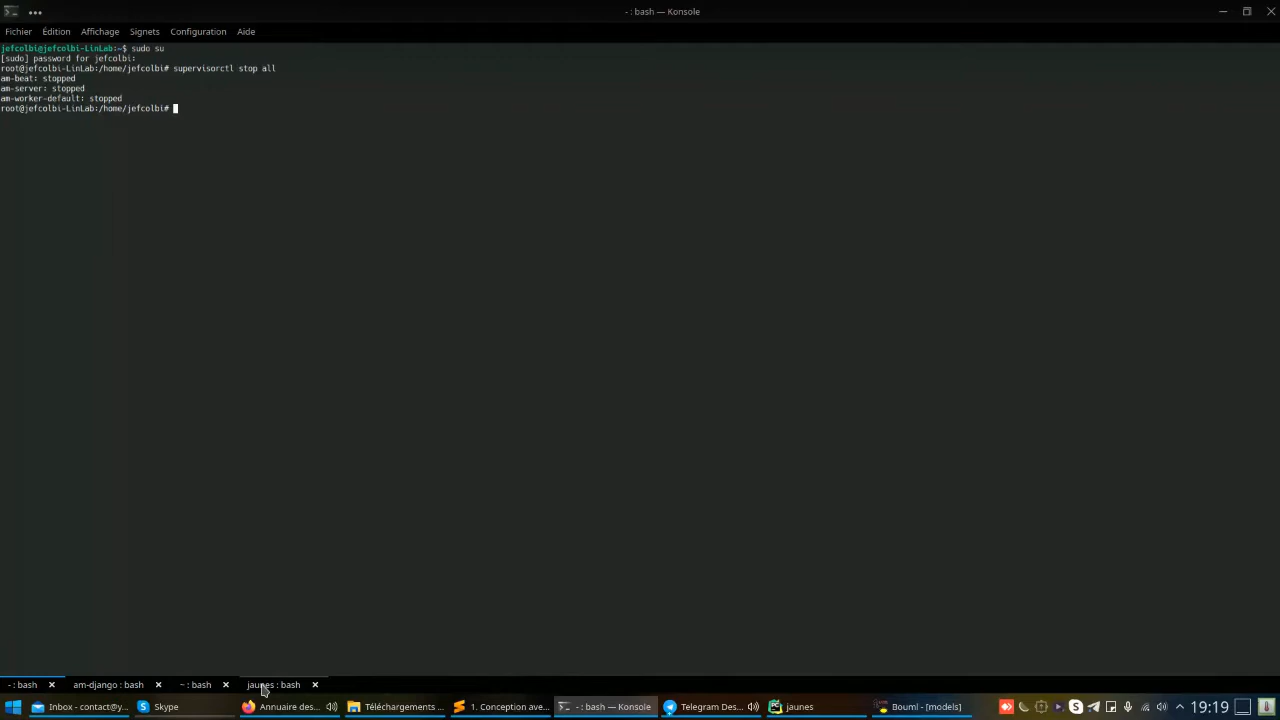 - : bash — Konsole
Fichier Édition Affichage Signets Configuration Aide
jefcolbi@jefcolbi-LinLab:~$ sudo su
[sudo] password for jefcolbi:
root@jefcolbi-LinLab:/home/jefcolbi# supervisorctl stop all
am-beat: stopped
am-server: stopped
am-worker-default: stopped
root@jefcolbi-LinLab:/home/jefcolbi#
- : bash am-django : bash ~ : bash jaunes : bash
Inbox - contact@y... Skype Annuaire des... Téléchargements ... 1. Conception ave... - : bash — Konsole Telegram Des... jaunes Bouml - [models] 19:19